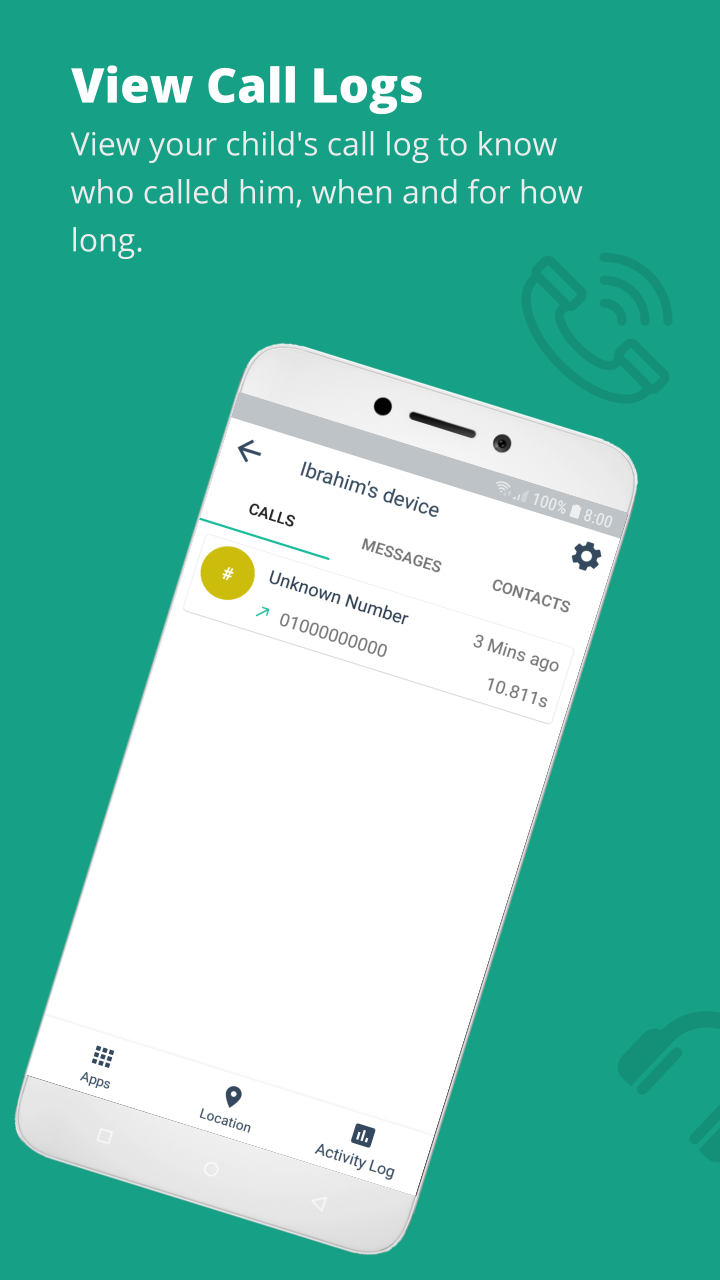 View Call Logs
View your child's call log to know
who called him, when and for how
long.
100% 8:00
Ibrahim's device
CALLS MESSAGES CONTACTS
# Unknown Number 3 Mins ago
01000000000 10.811s
Apps Location Activity Log